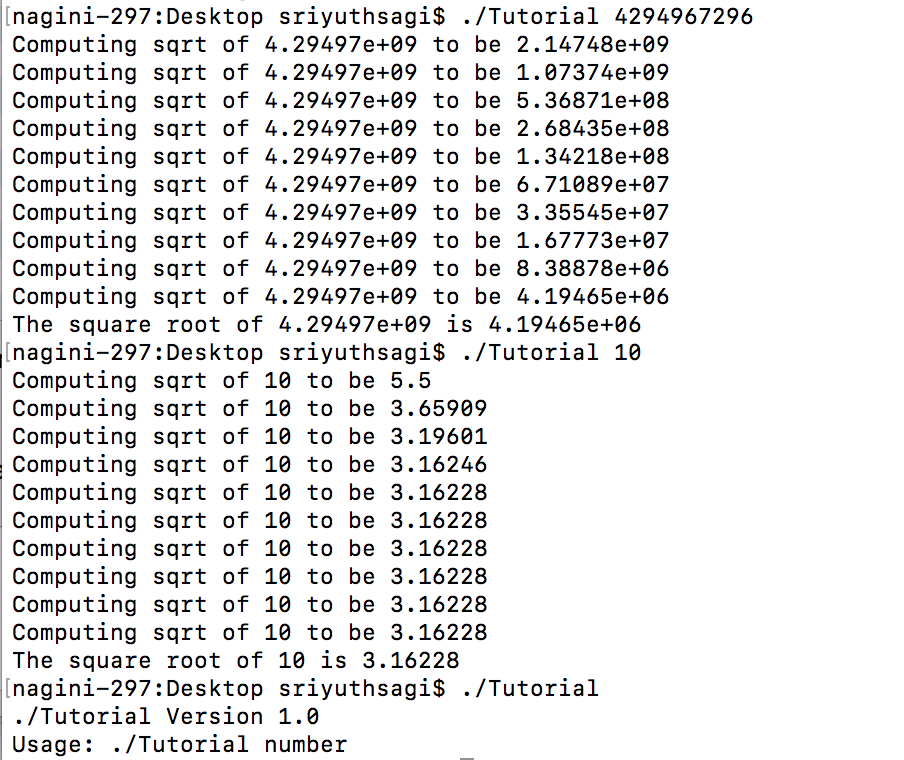 [nagini-297:Desktop sriyuthsagi$ ./Tutorial 4294967296
Computing sqrt of 4.29497e+09 to be 2.14748e+09
Computing sqrt of 4.29497e+09 to be 1.07374e+09
Computing sqrt of 4.29497e+09 to be 5.36871e+08
Computing sqrt of 4.29497e+09 to be 2.68435e+08
Computing sqrt of 4.29497e+09 to be 1.34218e+08
Computing sqrt of 4.29497e+09 to be 6.71089e+07
Computing sqrt of 4.29497e+09 to be 3.35545e+07
Computing sqrt of 4.29497e+09 to be 1.67773e+07
Computing sqrt of 4.29497e+09 to be 8.38878e+06
Computing sqrt of 4.29497e+09 to be 4.19465e+06
The square root of 4.29497e+09 is 4.19465e+06
[nagini-297:Desktop sriyuthsagi$ ./Tutorial 10
Computing sqrt of 10 to be 5.5
Computing sqrt of 10 to be 3.65909
Computing sqrt of 10 to be 3.19601
Computing sqrt of 10 to be 3.16246
Computing sqrt of 10 to be 3.16228
Computing sqrt of 10 to be 3.16228
Computing sqrt of 10 to be 3.16228
Computing sqrt of 10 to be 3.16228
Computing sqrt of 10 to be 3.16228
Computing sqrt of 10 to be 3.16228
The square root of 10 is 3.16228
[nagini-297:Desktop sriyuthsagi$ ./Tutorial
./Tutorial Version 1.0
Usage: ./Tutorial number